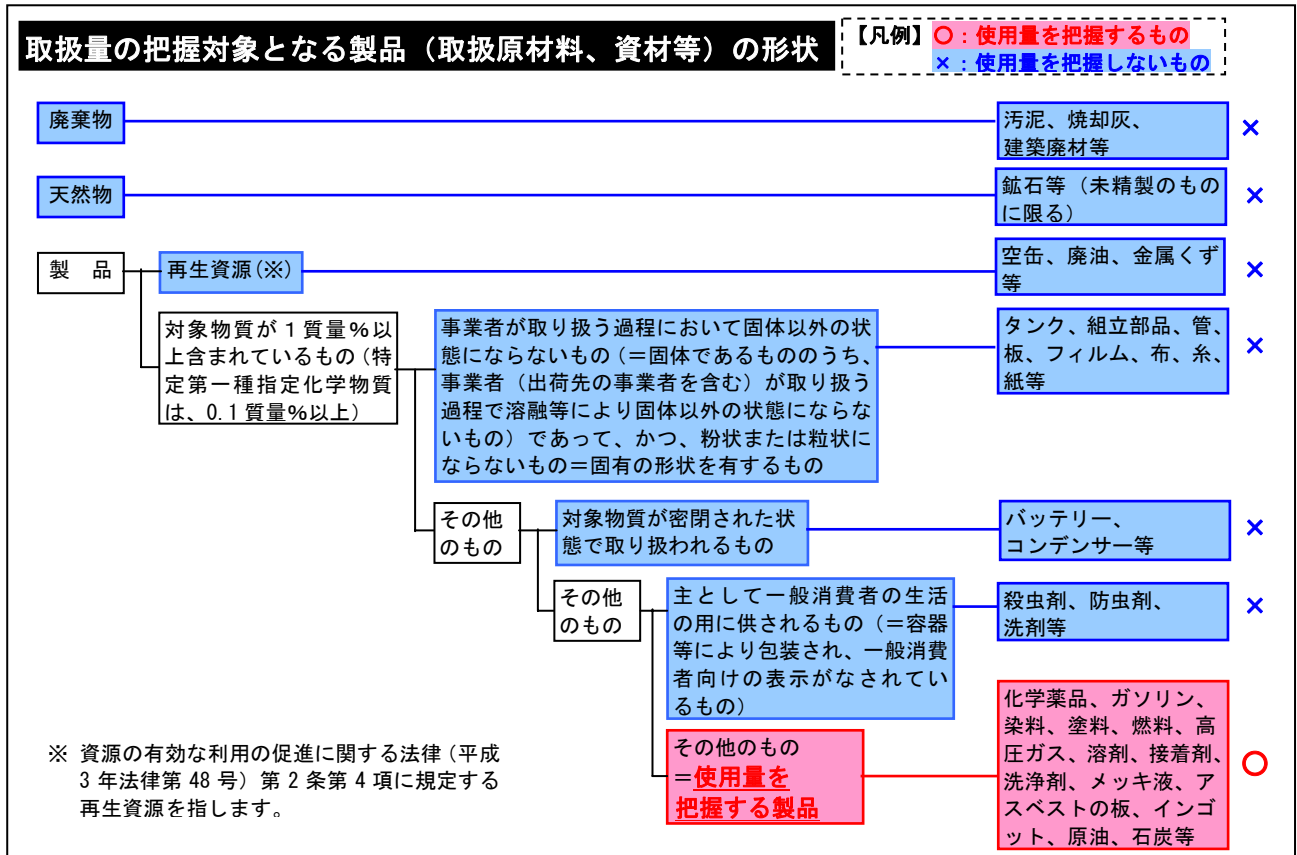 取扱量の把握対象となる製品（取扱原材料、資材等）の形状
【凡例】〇：使用量を把握するもの
×：使用量を把握しないもの
廃棄物
汚泥、焼却灰、
建築廃材等
×
天然物
鉱石等（未精製のもの
に限る）
×
製　品
再生資源(※)
空缶、廃油、金属くず
等
×
対象物質が１質量％以
上含まれているもの（特
定第一種指定化学物質
は、0.1質量％以上）
事業者が取り扱う過程において固体以外の状
態にならないもの（＝固体であるもののうち、
事業者（出荷先の事業者を含む）が取り扱う
過程で溶融等により固体以外の状態にならな
いもの）であって、かつ、粉状または粒状に
ならないもの＝固有の形状を有するもの
タンク、組立部品、管、
板、フィルム、布、糸、
紙等
×
その他
のもの
対象物質が密閉された状
態で取り扱われるもの
バッテリー、
コンデンサー等
×
その他
のもの
主として一般消費者の生活
の用に供されるもの（＝容器
等により包装され、一般消費
者向けの表示がなされてい
るもの）
殺虫剤、防虫剤、
洗剤等
×
その他のもの
＝使用量を
把握する製品
化学薬品、ガソリン、
染料、塗料、燃料、高
圧ガス、溶剤、接着剤、
洗浄剤、メッキ液、ア
スベストの板、インゴ
ット、原油、石炭等
〇
※ 資源の有効な利用の促進に関する法律（平成
3年法律第48号）第2条第4項に規定する
再生資源を指します。